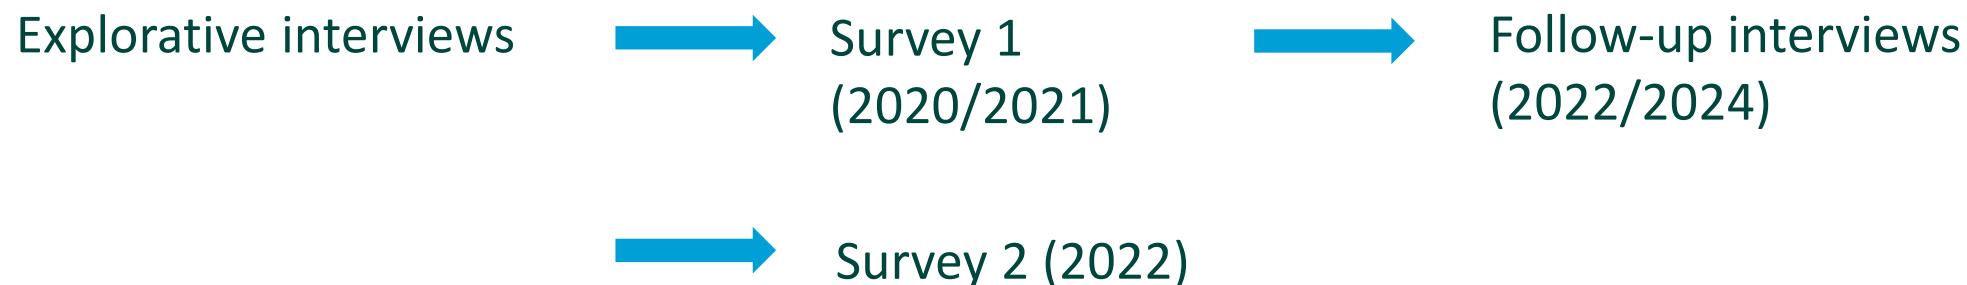 Explorative interviews
Survey 1
(2020/2021)
Follow-up interviews
(2022/2024)
Survey 2 (2022)